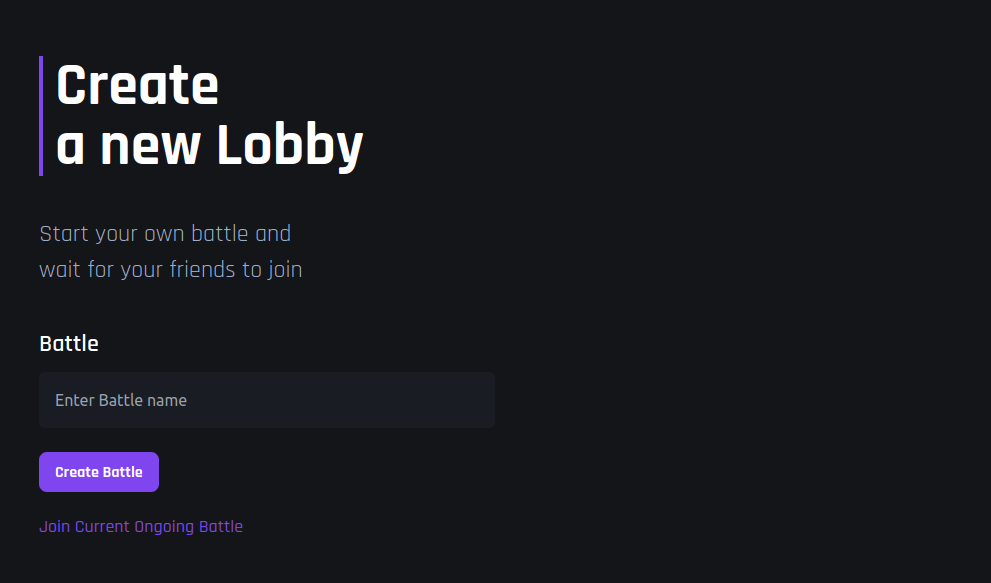 Create
a new Lobby
Start your own battle and
wait for your friends to join
Battle
Enter Battle name
Create Battle
Join Current Ongoing Battle